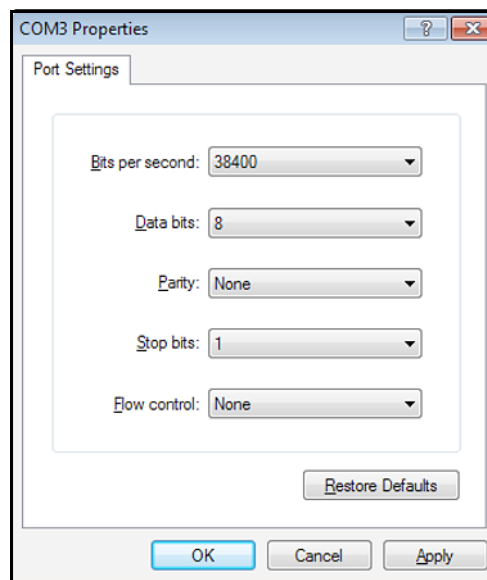 COM3 Properties
Port Settings
Bits per second: 38400
Data bits: 8
Parity: None
Stop bits: 1
Flow control: None
Restore Defaults
OK Cancel Apply